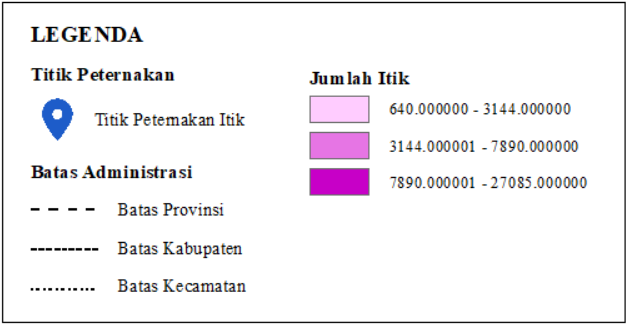 LEGENDA
Titik Peternakan
Titik Peternakan Itik
Batas Administrasi
Batas Provinsi
Batas Kabupaten
Batas Kecamatan
Jumlah Itik
640.000000 - 3144.000000
3144.000001 - 7890.000000
7890.000001 - 27085.000000